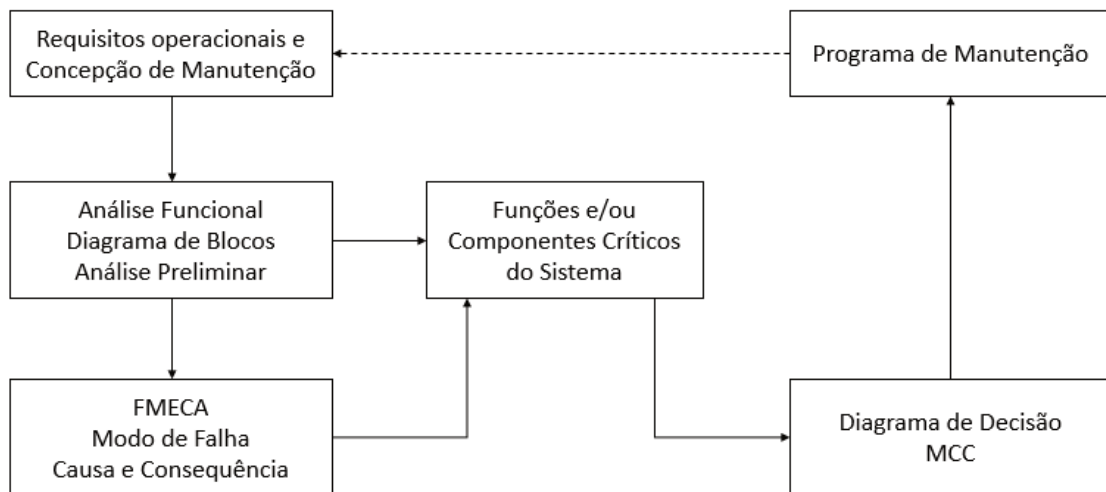 Requisitos operacionais e
Concepção de Manutenção
Programa de Manutenção
Análise Funcional
Diagrama de Blocos
Análise Preliminar
Funções e/ou
Componentes Críticos
do Sistema
FMECA
Modo de Falha
Causa e Consequência
Diagrama de Decisão
MCC